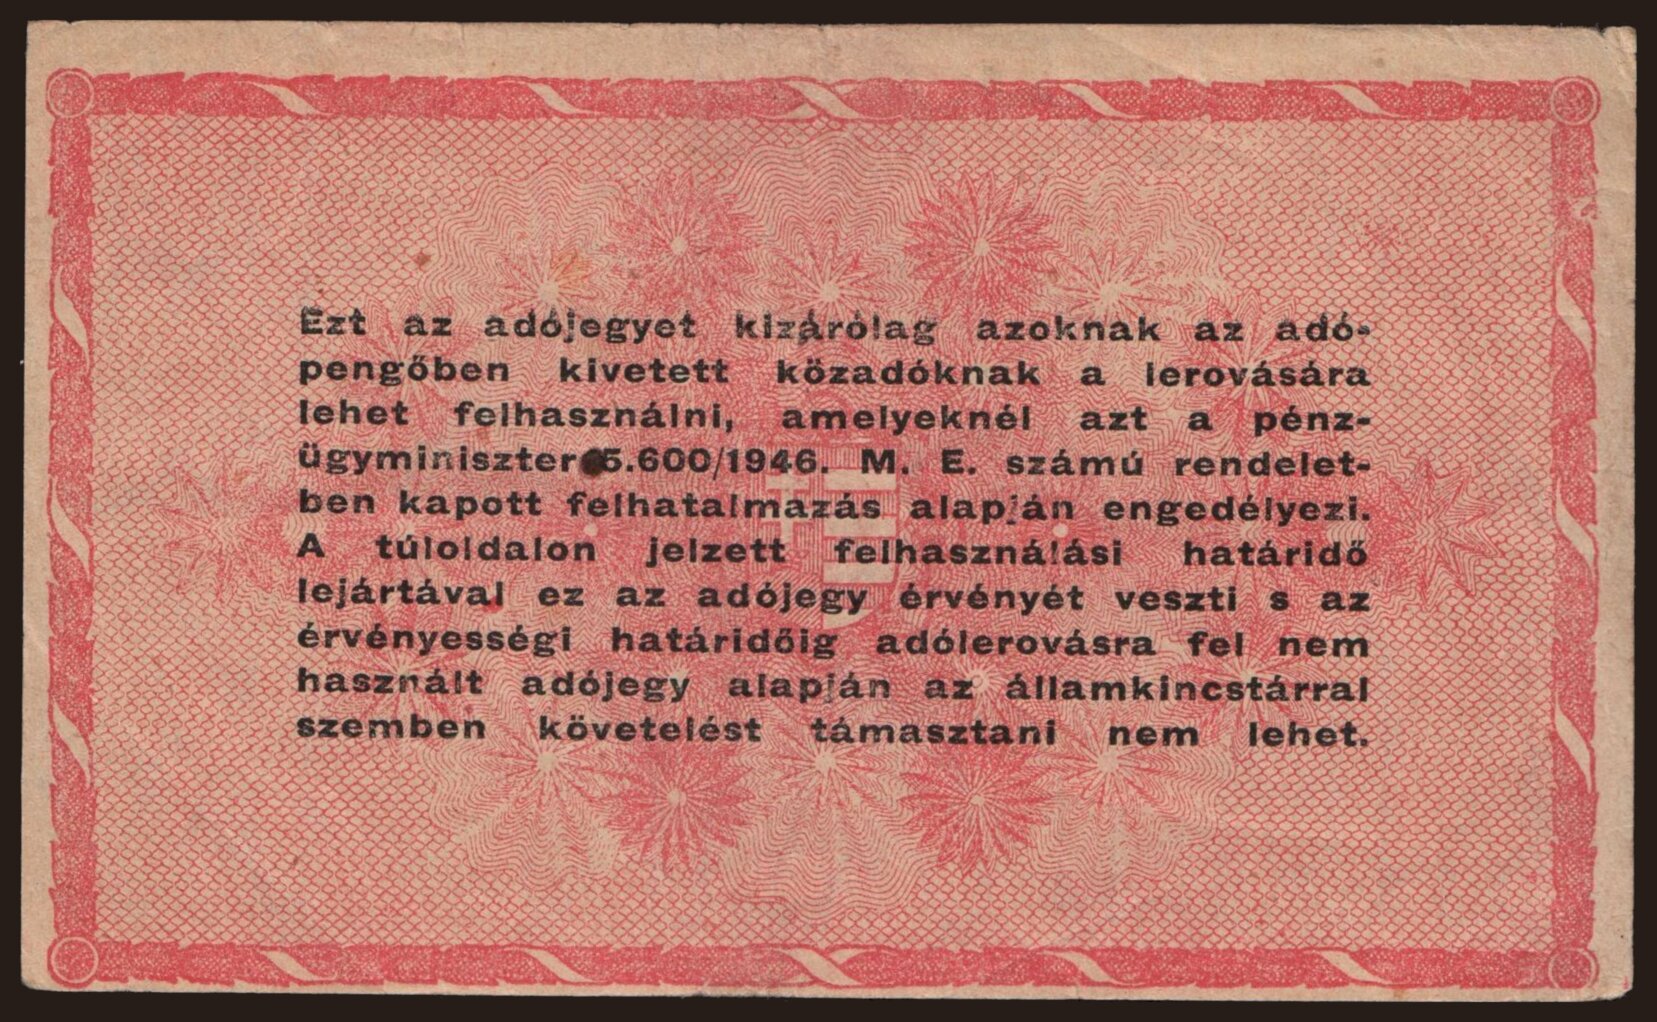 Ezt az adójegyet kizárólag azoknak az adó-
pengőben kivetett közadóknak a lerovására
lehet felhasználni, amelyeknél azt a pénz-
ügyminiszter 5.600/1946. M. E. számú rendelet-
ben kapott felhatalmazás alapján engedélyezi.
A túloldalon jelzett felhasználási határidő
lejártával ez az adójegy érvényét veszti s az
érvényességi határidőig adólerovásra fel nem
használt adójegy alapján az államkincstárral
szemben követelést támasztani nem lehet.